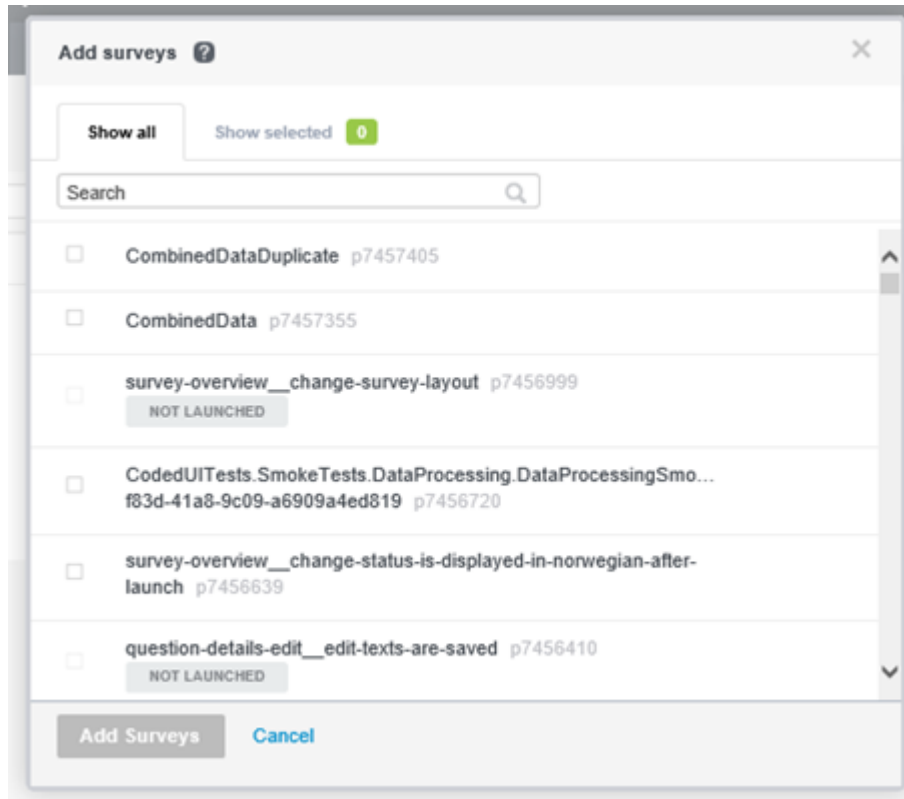 Add surveys ?
Show all Show selected 0
Search
CombinedDataDuplicate p7457405
CombinedData p7457355
survey-overview__change-survey-layout p7456999
NOT LAUNCHED
CodedUITests.SmokeTests.DataProcessing.DataProcessingSmo...
f83d-41a8-9c09-a6909a4ed819 p7456720
survey-overview__change-status-is-displayed-in-norwegian-after-
launch p7456639
question-details-edit__edit-texts-are-saved p7456410
NOT LAUNCHED
Add Surveys Cancel